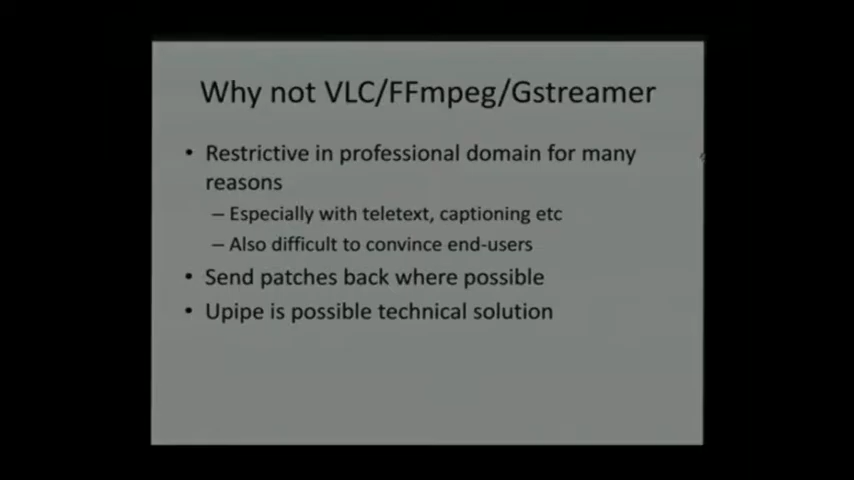 Why not VLC/FFmpeg/Gstreamer
• Restrictive in professional domain for many
reasons
– Especially with teletext, captioning etc
– Also difficult to convince end-users
• Send patches back where possible
• Upipe is possible technical solution